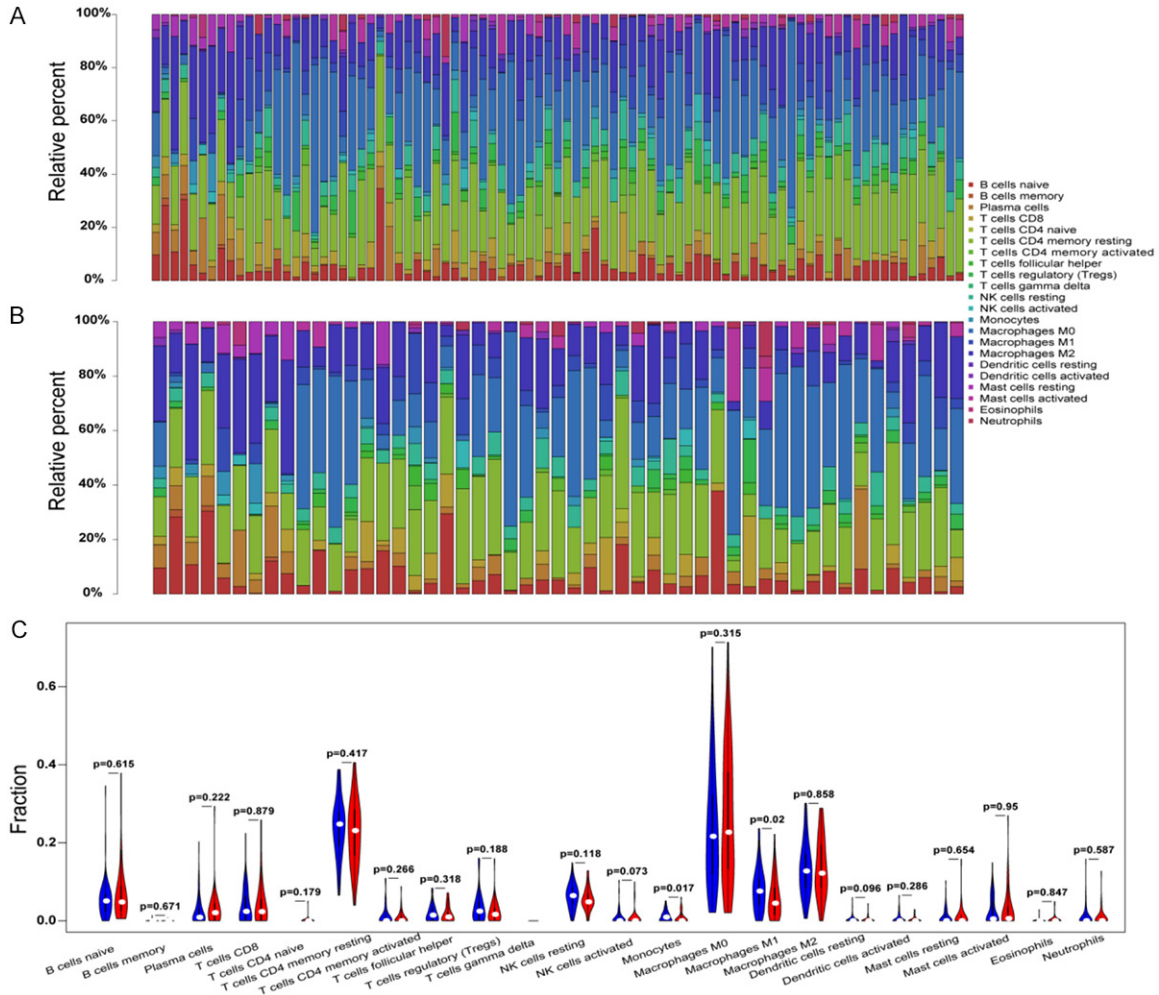 A
100%
80%
60%
40%
20%
0%
Relative percent
B cells naive
B cells memory
Plasma cells
T cells CD8
T cells CD4 naive
T cells CD4 memory resting
T cells CD4 memory activated
T cells follicular helper
T cells regulatory (Tregs)
T cells gamma delta
NK cells resting
NK cells activated
Monocytes
Macrophages M0
Macrophages M1
Macrophages M2
Dendritic cells resting
Dendritic cells activated
Mast cells resting
Mast cells activated
Eosinophils
Neutrophils
B
100%
80%
60%
40%
20%
0%
Relative percent
C
Fraction
0.6
0.4
0.2
0.0
p=0.615
p=0.671
p=0.222
p=0.879
p=0.179
p=0.417
p=0.266
p=0.318
p=0.188
p=0.118
p=0.073
p=0.017
p=0.315
p=0.02
p=0.858
p=0.096
p=0.286
p=0.654
p=0.95
p=0.847
p=0.587
B cells naive
B cells memory
Plasma cells
T cells CD8
T cells CD4 naive
T cells CD4 memory resting
T cells CD4 memory activated
T cells follicular helper
T cells regulatory (Tregs)
T cells gamma delta
NK cells resting
NK cells activated
Monocytes
Macrophages M0
Macrophages M1
Macrophages M2
Dendritic cells resting
Dendritic cells activated
Mast cells resting
Mast cells activated
Eosinophils
Neutrophils